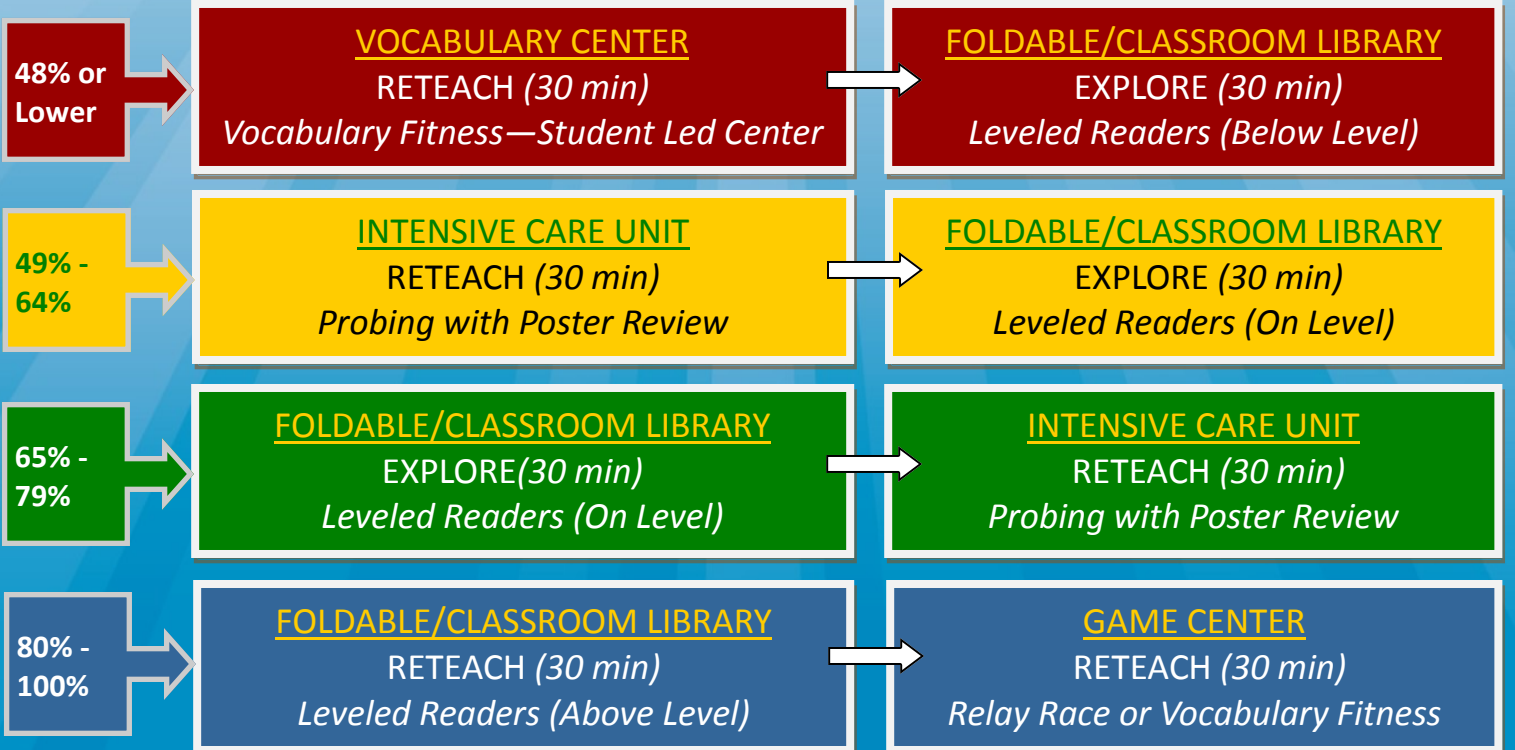 48% or
Lower
VOCABULARY CENTER
RETEACH (30 min)
Vocabulary Fitness—Student Led Center
FOLDABLE/CLASSROOM LIBRARY
EXPLORE (30 min)
Leveled Readers (Below Level)
49% -
64%
INTENSIVE CARE UNIT
RETEACH (30 min)
Probing with Poster Review
FOLDABLE/CLASSROOM LIBRARY
EXPLORE (30 min)
Leveled Readers (On Level)
65% -
79%
FOLDABLE/CLASSROOM LIBRARY
EXPLORE(30 min)
Leveled Readers (On Level)
INTENSIVE CARE UNIT
RETEACH (30 min)
Probing with Poster Review
80% -
100%
FOLDABLE/CLASSROOM LIBRARY
RETEACH (30 min)
Leveled Readers (Above Level)
GAME CENTER
RETEACH (30 min)
Relay Race or Vocabulary Fitness